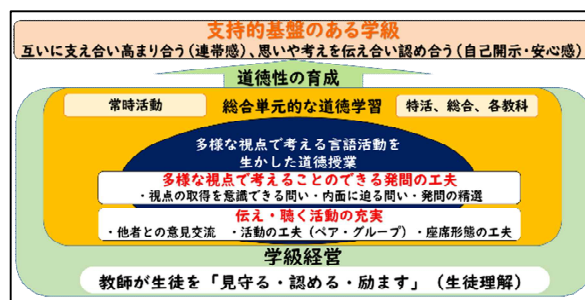 支持的基盤のある学級
互いに支え合い高まり合う(連帯感)、思いや考えを伝え合い認め合う(自己開示・安心感)
道徳性の育成
常時活動
総合単元的な道徳学習
特活、総合、各教科
多様な視点で考える言語活動を
生かした道徳授業
多様な視点で考えることのできる発問の工夫
・視点の取得を意識できる問い・内面に迫る問い・発問の精選
伝え・聴く活動の充実
・他者との意見交流 ・活動の工夫(ペア・グループ) ・座席形態の工夫
学級経営
教師が生徒を「見守る・認める・励ます」(生徒理解)